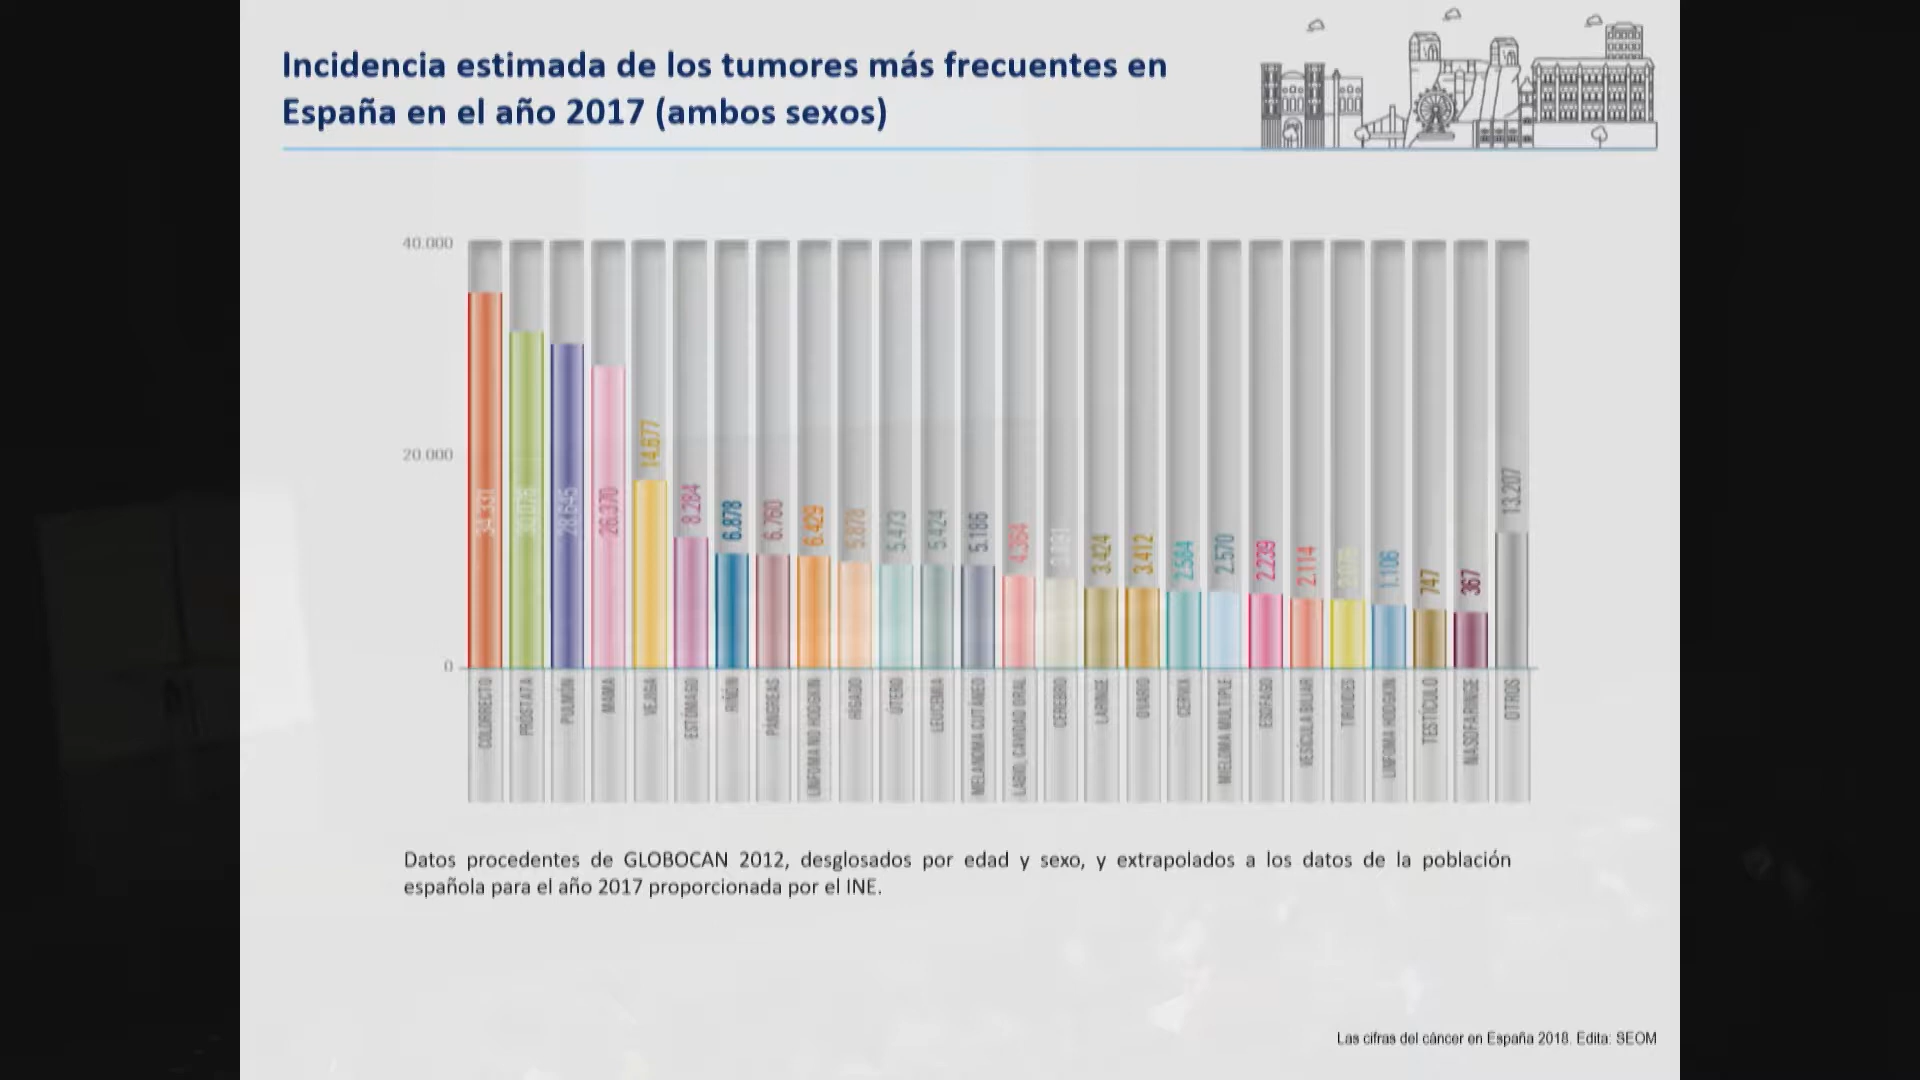 Incidencia estimada de los tumores más frecuentes en
España en el año 2017 (ambos sexos)
40.000
20.000
0
34.331
30.076
28.645
26.370
14.677
8.284
6.878
6.760
6.429
5.878
5.473
5.424
5.186
4.364
3.424
3.412
2.584
2.570
2.239
2.114
1.106
747
367
13.207
COLORRECTO
PRÓSTATA
PULMÓN
MAMA
VEJIGA
ESTÓMAGO
RIÑÓN
PÁNCREAS
LINFOMA NO HODGKIN
HÍGADO
ÚTERO
LEUCEMIA
MELANOMA CUTÁNEO
LABIO, CAVIDAD ORAL
CEREBRO
LARINGE
OVARIO
CERVIX
MIELOMA MULTIPLE
ESOFAGO
VESÍCULA BILIAR
TIROIDES
LINFOMA HODGKIN
TESTÍCULO
NASOFARINGE
OTROS
Datos procedentes de GLOBOCAN 2012, desglosados por edad y sexo, y extrapolados a los datos de la población
española para el año 2017 proporcionada por el INE.
Las cifras del cáncer en España 2018. Edita: SEOM